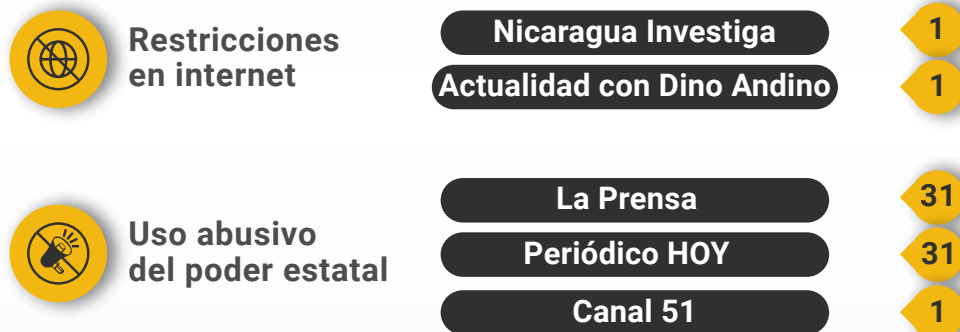 Restricciones
en internet
Nicaragua Investiga 1
Actualidad con Dino Andino 1
Uso abusivo
del poder estatal
La Prensa 31
Periódico HOY 31
Canal 51 1